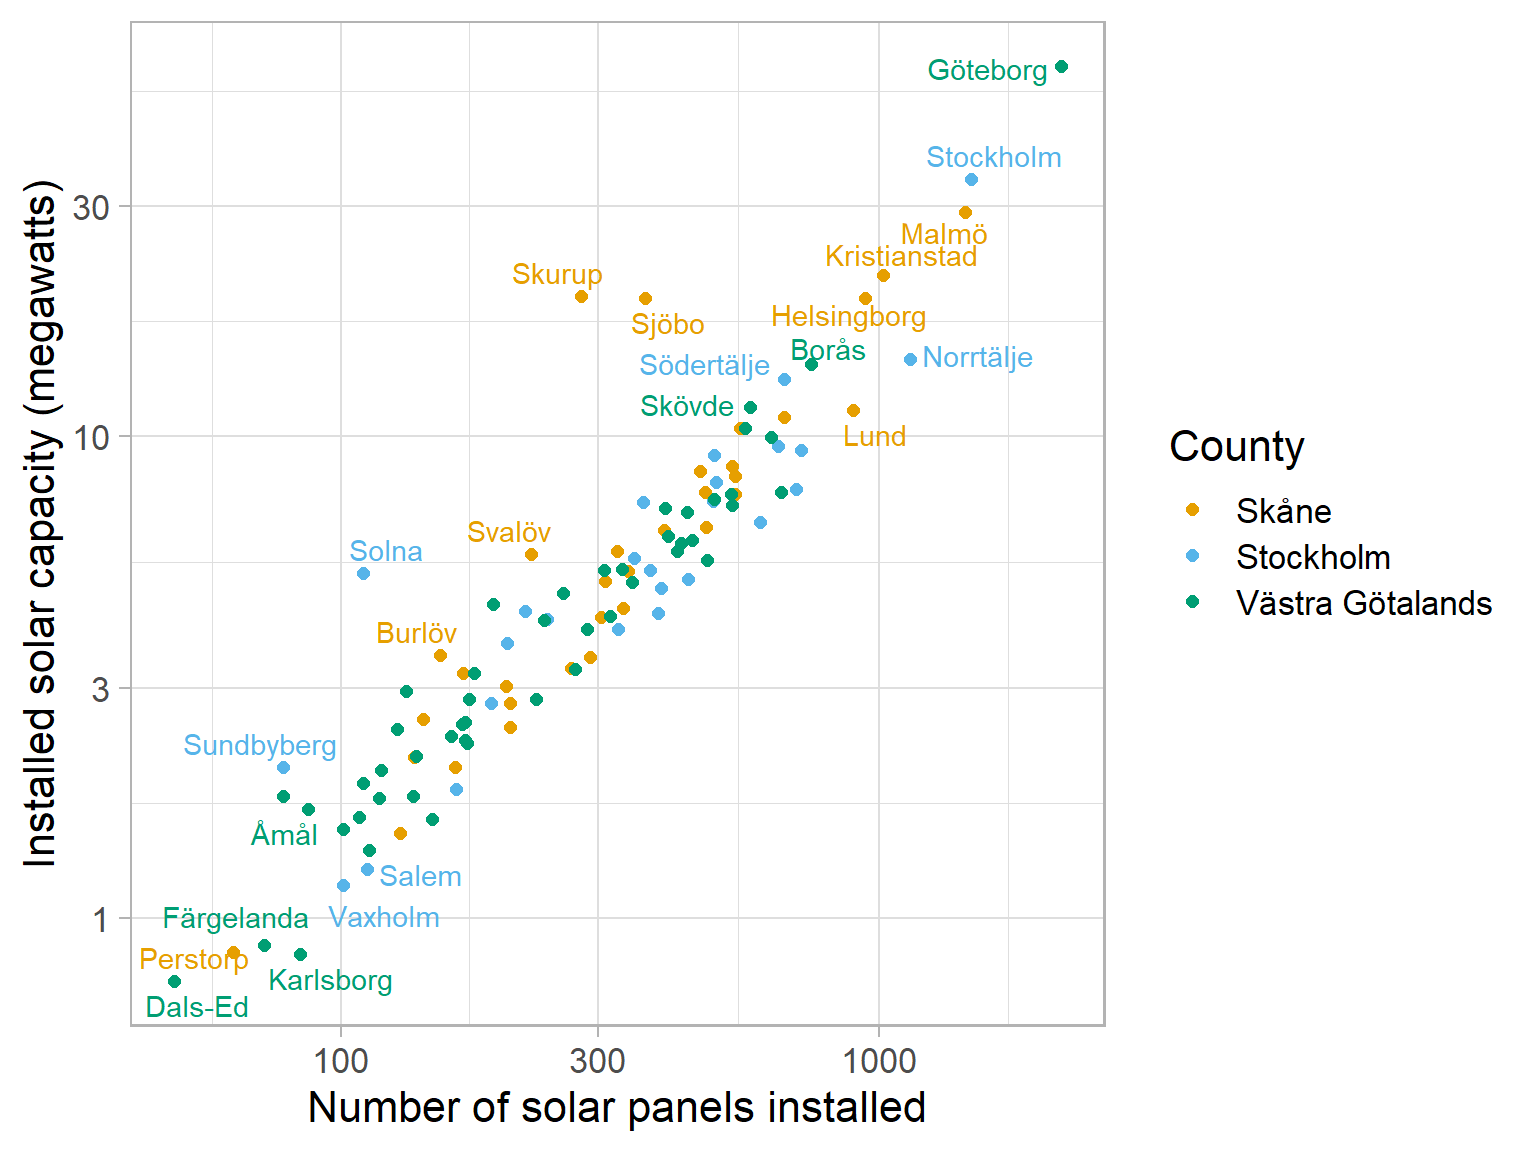 Göteborg
Stockholm
30
Malmö
Kristianstad
Skurup
Sjöbo
Helsingborg
Borås
Södertälje
Norrtälje
Skövde
10
Lund
County
Skåne
Stockholm
Västra Götalands
Svalöv
Solna
Burlöv
3
Sundbyberg
Åmål
Salem
Färgelanda
Vaxholm
1
Perstorp
Karlsborg
Dals-Ed
Installed solar capacity (megawatts)
100
300
1000
Number of solar panels installed